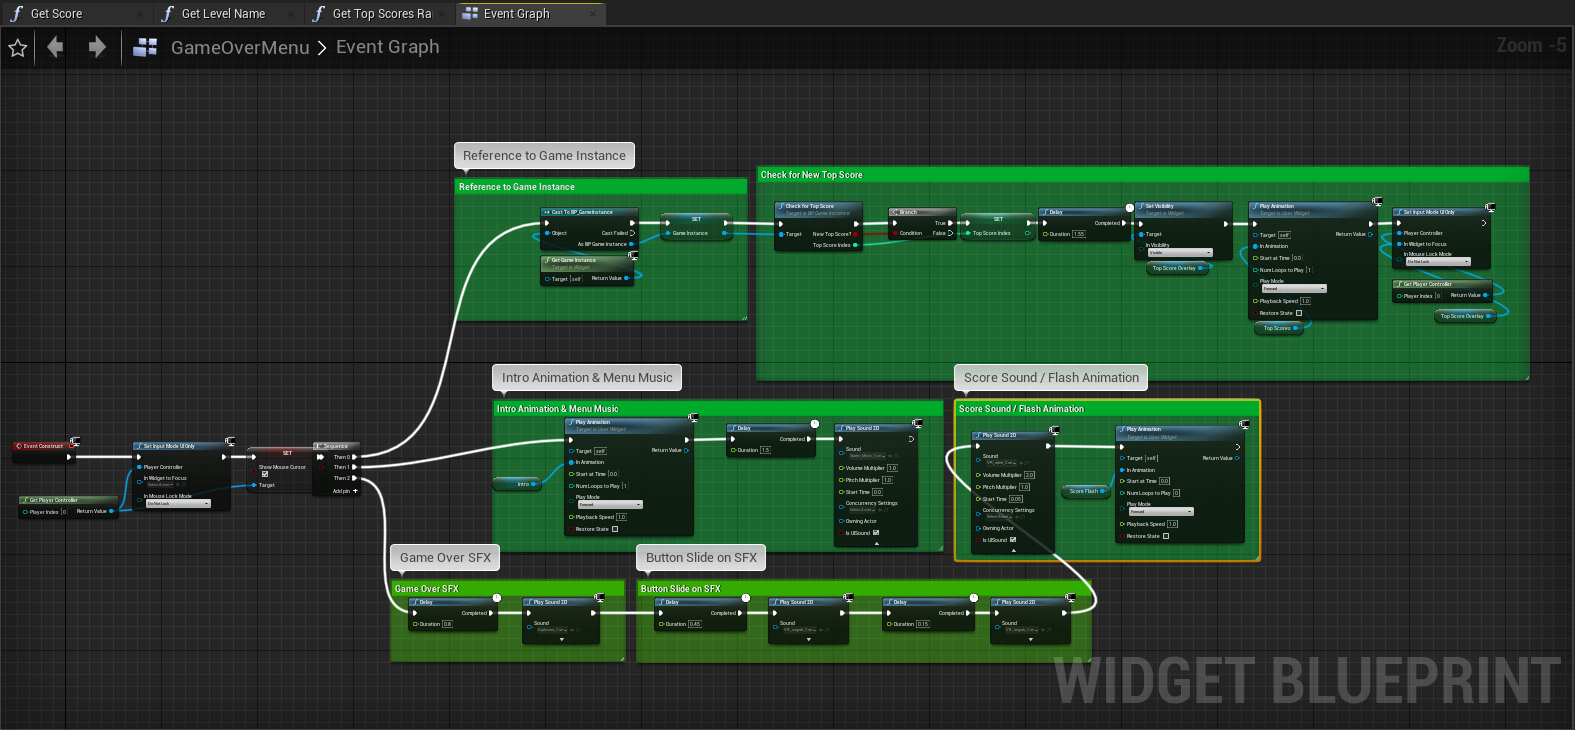 Get Score
Get Level Name
Get Top Scores Ra
Event Graph
GameOverMenu > Event Graph
Zoom -5
Reference to Game Instance
Reference to Game Instance
Cast To BP_GameInstance
Object
Cast Failed
As BP Game Instance
Get Game Instance
Target is Widget
Target self
Return Value
SET
Game Instance
Check for New Top Score
Check for Top Score
Target is BP Game Instance
Target
New Top Score?
Top Score Index
Branch
True
Condition
False
SET
Top Score Index
Delay
Completed
Duration 1.55
Set Visibility
Target is Widget
Target
In Visibility
Visible
Top Score Overlay
Play Animation
Target is User Widget
Target self
Return Value
In Animation
Start at Time 0.0
Num Loops to Play 1
Play Mode
Forward
Playback Speed 1.0
Restore State
Top Scores
Set Input Mode UI Only
Player Controller
In Widget to Focus
In Mouse Lock Mode
Do Not Lock
Get Player Controller
Player Index 0
Return Value
Top Score Overlay
Event Construct
Get Player Controller
Player Index 0
Return Value
Set Input Mode UI Only
Player Controller
In Widget to Focus
Select Asset
In Mouse Lock Mode
Do Not Lock
SET
Show Mouse Cursor
Target
Sequence
Then 0
Then 1
Then 2
Add pin +
Intro Animation & Menu Music
Intro Animation & Menu Music
Intro
Play Animation
Target is User Widget
Target self
Return Value
In Animation
Start at Time 0.0
Num Loops to Play 1
Play Mode
Forward
Playback Speed 1.0
Restore State
Delay
Completed
Duration 1.5
Play Sound 2D
Sound
Volume Multiplier 1.0
Pitch Multiplier 1.0
Start Time 0.0
Concurrency Settings
Select Asset
Owning Actor
Is UISound
Score Sound / Flash Animation
Score Sound / Flash Animation
Play Sound 2D
Sound
Volume Multiplier 2.0
Pitch Multiplier 1.0
Start Time 0.05
Concurrency Settings
Select Asset
Owning Actor
Is UISound
Score Flash
Play Animation
Target is User Widget
Target self
Return Value
In Animation
Start at Time 0.0
Num Loops to Play 0
Play Mode
Forward
Playback Speed 1.0
Restore State
Game Over SFX
Game Over SFX
Delay
Completed
Duration 0.8
Play Sound 2D
Sound
Button Slide on SFX
Button Slide on SFX
Delay
Completed
Duration 0.45
Play Sound 2D
Sound
Delay
Completed
Duration 0.15
Play Sound 2D
Sound
WIDGET BLUEPRINT